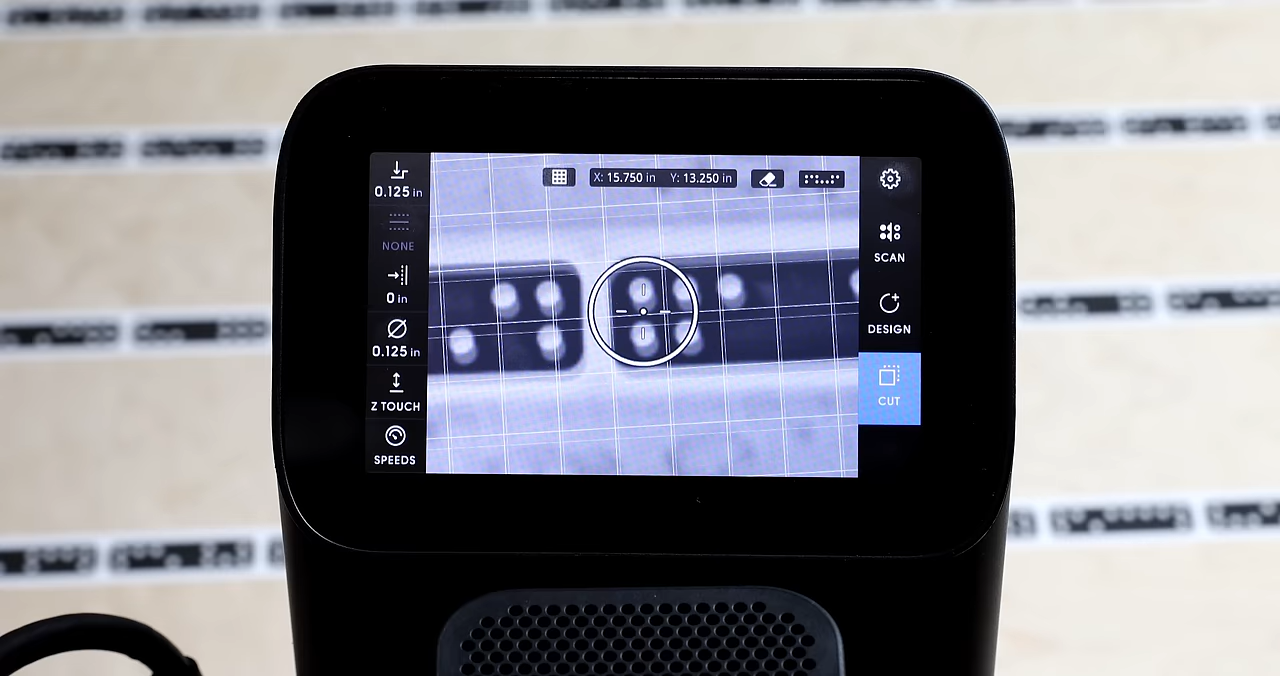 X: 15.750 in Y: 13.250 in
0.125 in
NONE
0 in
0.125 in
Z TOUCH
SPEEDS
SCAN
DESIGN
CUT